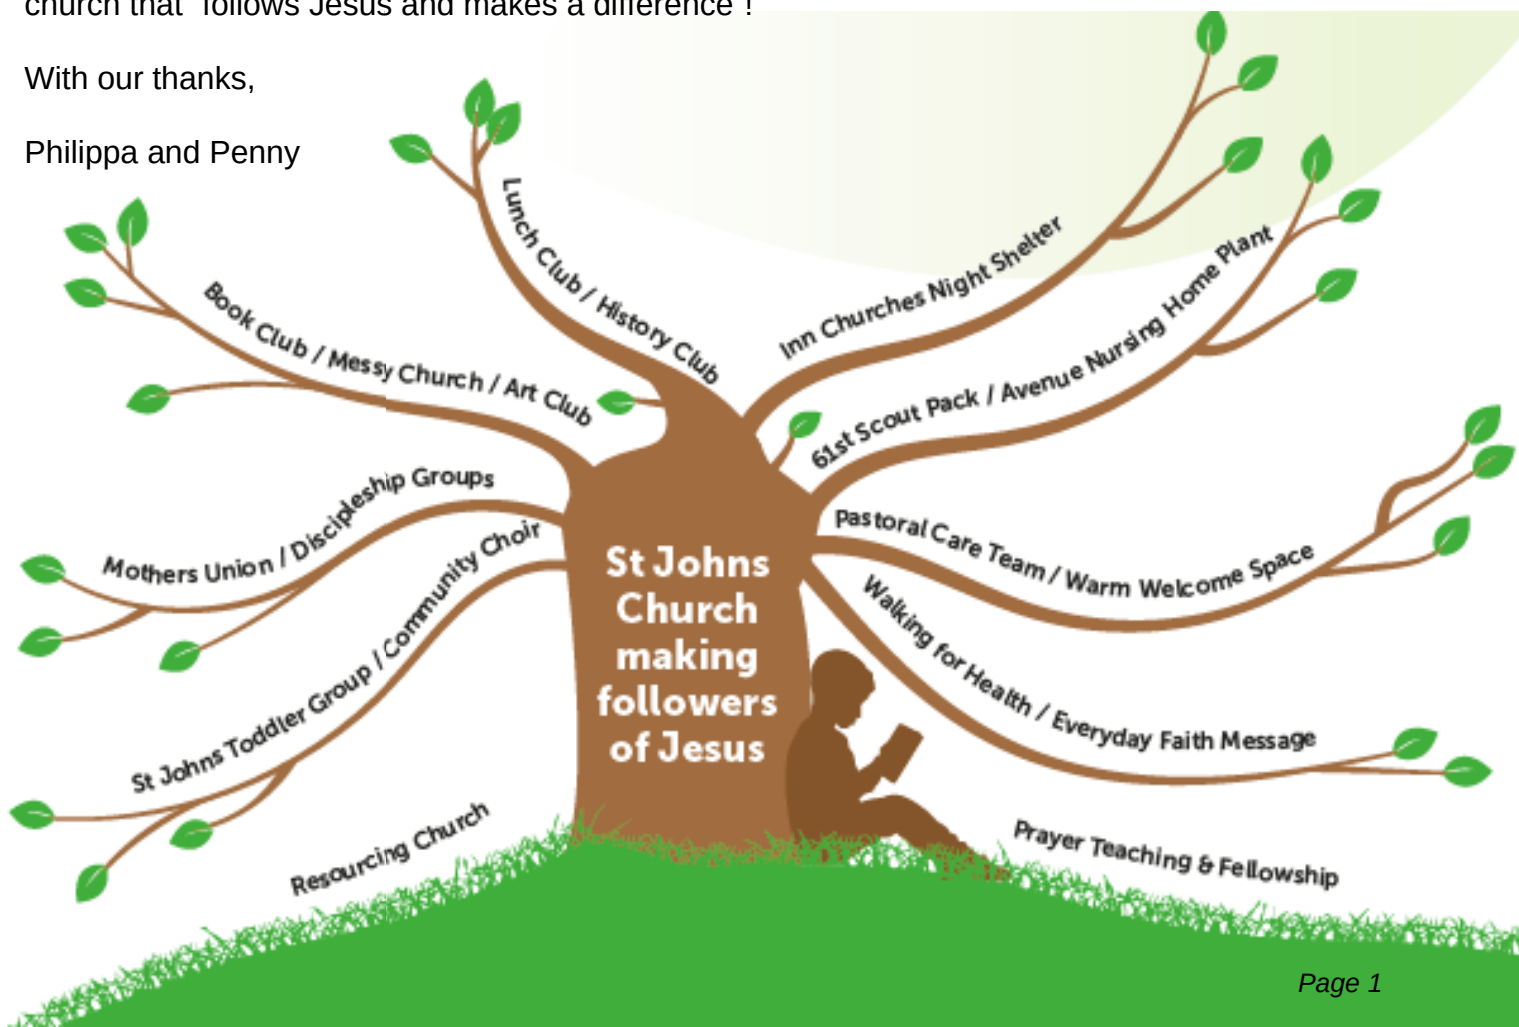 church that "follows Jesus and makes a difference"!
With our thanks,
Philippa and Penny
Lunch Club / History Club
Inn Churches Night Shelter
Book Club / Messy Church / Art Club
61st Scout Pack / Avenue Nursing Home Plant
Mothers Union / Discipleship Groups
Pastoral Care Team / Warm Welcome Space
St Johns Toddler Group / Community Choir
Walking for Health / Everyday Faith Message
St Johns
Church
making
followers
of Jesus
Resourcing Church
Prayer Teaching & Fellowship
Page 1